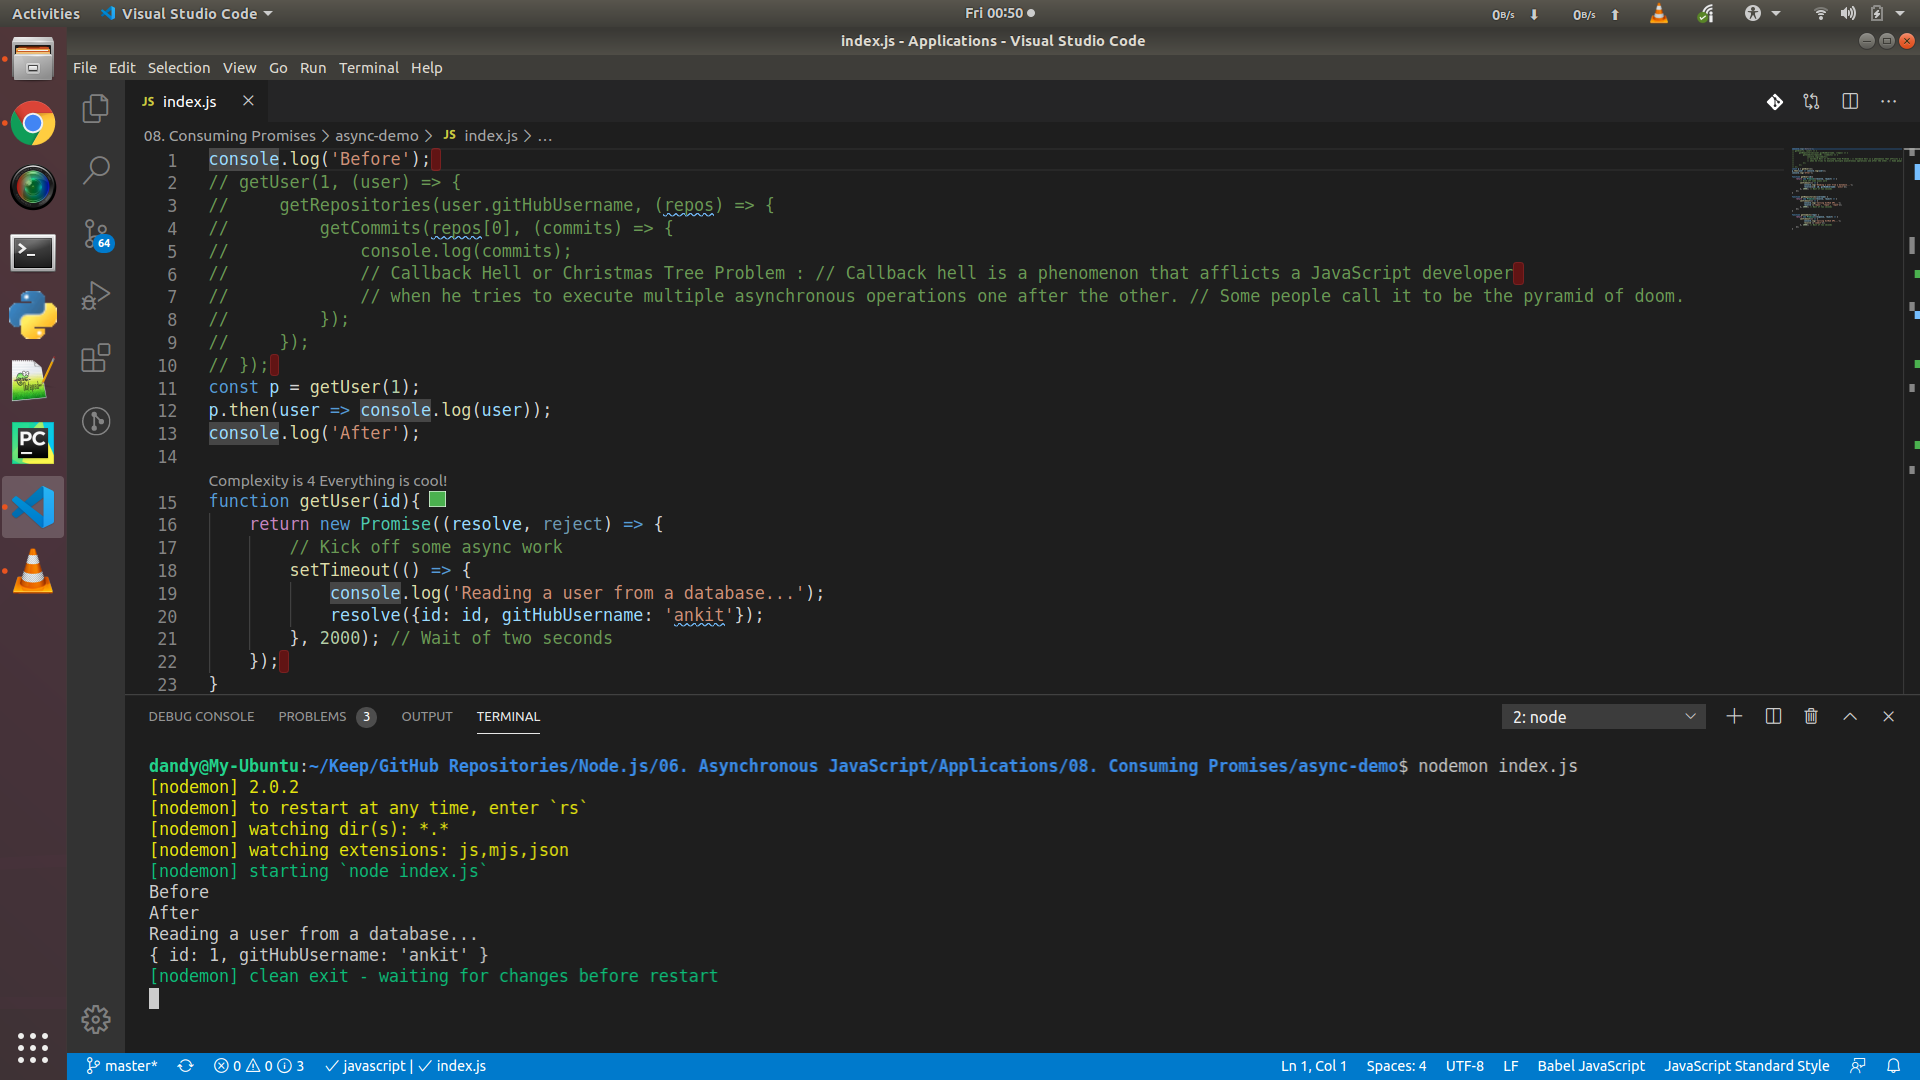 Activities Visual Studio Code Fri 00:50 0B/s 0B/s
index.js - Applications - Visual Studio Code
File Edit Selection View Go Run Terminal Help
JS index.js
08. Consuming Promises > async-demo > JS index.js > ...
1 console.log('Before');
2 // getUser(1, (user) => {
3 //     getRepositories(user.gitHubUsername, (repos) => {
4 //         getCommits(repos[0], (commits) => {
5 //             console.log(commits);
6 //             // Callback Hell or Christmas Tree Problem : // Callback hell is a phenomenon that afflicts a JavaScript developer
7 //             // when he tries to execute multiple asynchronous operations one after the other. // Some people call it to be the pyramid of doom.
8 //         });
9 //     });
10 // });
11 const p = getUser(1);
12 p.then(user => console.log(user));
13 console.log('After');
14
Complexity is 4 Everything is cool!
15 function getUser(id){
16     return new Promise((resolve, reject) => {
17         // Kick off some async work
18         setTimeout(() => {
19             console.log('Reading a user from a database...');
20             resolve({id: id, gitHubUsername: 'ankit'});
21         }, 2000); // Wait of two seconds
22     });
23 }
64
PC
DEBUG CONSOLE PROBLEMS 3 OUTPUT TERMINAL 2: node
dandy@My-Ubuntu:~/Keep/GitHub Repositories/Node.js/06. Asynchronous JavaScript/Applications/08. Consuming Promises/async-demo$ nodemon index.js
[nodemon] 2.0.2
[nodemon] to restart at any time, enter `rs`
[nodemon] watching dir(s): *.*
[nodemon] watching extensions: js,mjs,json
[nodemon] starting `node index.js`
Before
After
Reading a user from a database...
{ id: 1, gitHubUsername: 'ankit' }
[nodemon] clean exit - waiting for changes before restart
master* 0 0 3 javascript | index.js Ln 1, Col 1 Spaces: 4 UTF-8 LF Babel JavaScript JavaScript Standard Style